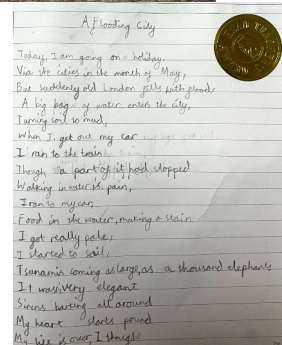 A Flooding City
Today, I am going on a holiday.
Via the cities in the month of May,
But suddenly old London fills with flood,
A big bag of water enters the city,
Turning soil to mud,
When I get out my car
I ran to the train
Though a part of it had stopped
Walking in water is pain,
I ran to my car,
Food in the water, making a stain
I got really pale,
I started to sail,
Tsunamis coming as large, as a thousand elephants
It was very elegant
Sirens barking all around
My heart starts pound
My life is over, I thought